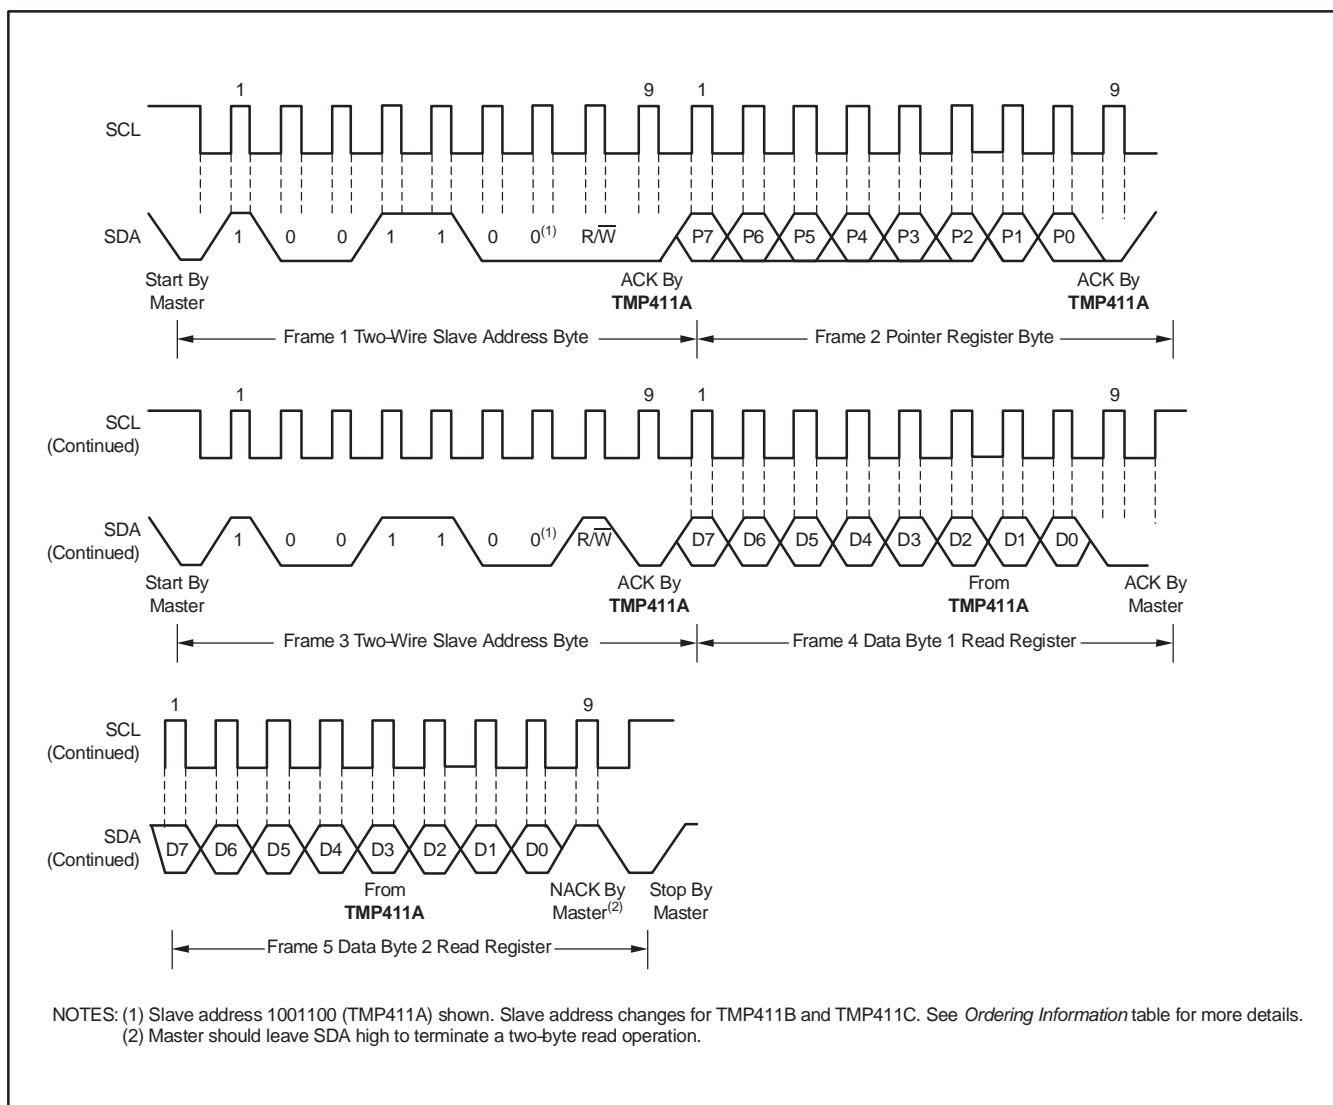 1 9 1 9
SCL
SDA 1 0 0 1 1 0 0(1) R/W P7 P6 P5 P4 P3 P2 P1 P0
Start By Master
ACK By TMP411A
ACK By TMP411A
Frame 1 Two-Wire Slave Address Byte
Frame 2 Pointer Register Byte
1 9 1 9
SCL (Continued)
SDA (Continued) 1 0 0 1 1 0 0(1) R/W D7 D6 D5 D4 D3 D2 D1 D0
Start By Master
ACK By TMP411A
From TMP411A
ACK By Master
Frame 3 Two-Wire Slave Address Byte
Frame 4 Data Byte 1 Read Register
1 9
SCL (Continued)
SDA (Continued) D7 D6 D5 D4 D3 D2 D1 D0
From TMP411A
NACK By Master(2)
Stop By Master
Frame 5 Data Byte 2 Read Register
NOTES: (1) Slave address 1001100 (TMP411A) shown. Slave address changes for TMP411B and TMP411C. See Ordering Information table for more details.
(2) Master should leave SDA high to terminate a two-byte read operation.